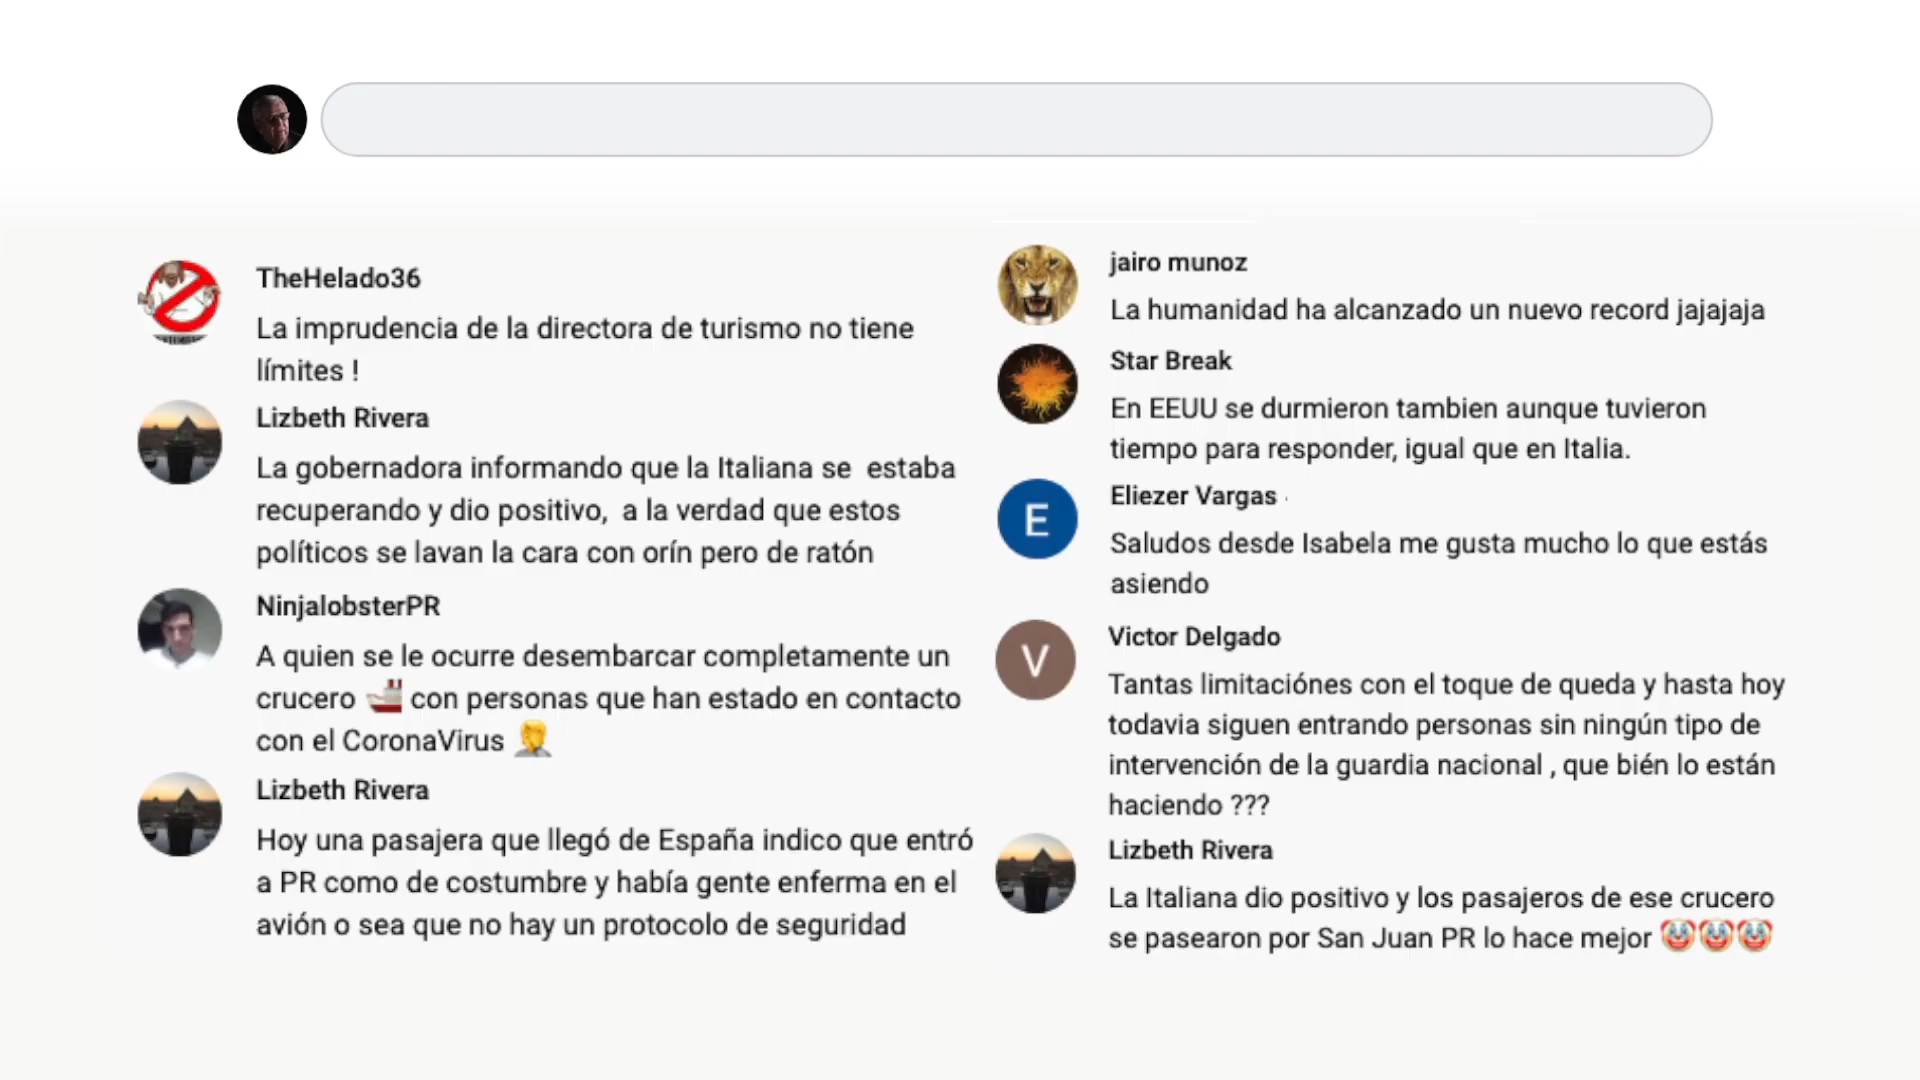 TheHelado36
La imprudencia de la directora de turismo no tiene
límites !
Lizbeth Rivera
La gobernadora informando que la Italiana se  estaba
recuperando y dio positivo,  a la verdad que estos
políticos se lavan la cara con orín pero de ratón
NinjalobsterPR
A quien se le ocurre desembarcar completamente un
crucero 🚢 con personas que han estado en contacto
con el CoronaVirus 🤦
Lizbeth Rivera
Hoy una pasajera que llegó de España indico que entró
a PR como de costumbre y había gente enferma en el
avión o sea que no hay un protocolo de seguridad
jairo munoz
La humanidad ha alcanzado un nuevo record jajajaja
Star Break
En EEUU se durmieron tambien aunque tuvieron
tiempo para responder, igual que en Italia.
E
Eliezer Vargas
Saludos desde Isabela me gusta mucho lo que estás
asiendo
V
Victor Delgado
Tantas limitaciónes con el toque de queda y hasta hoy
todavia siguen entrando personas sin ningún tipo de
intervención de la guardia nacional , que bién lo están
haciendo ???
Lizbeth Rivera
La Italiana dio positivo y los pasajeros de ese crucero
se pasearon por San Juan PR lo hace mejor 🤡🤡🤡